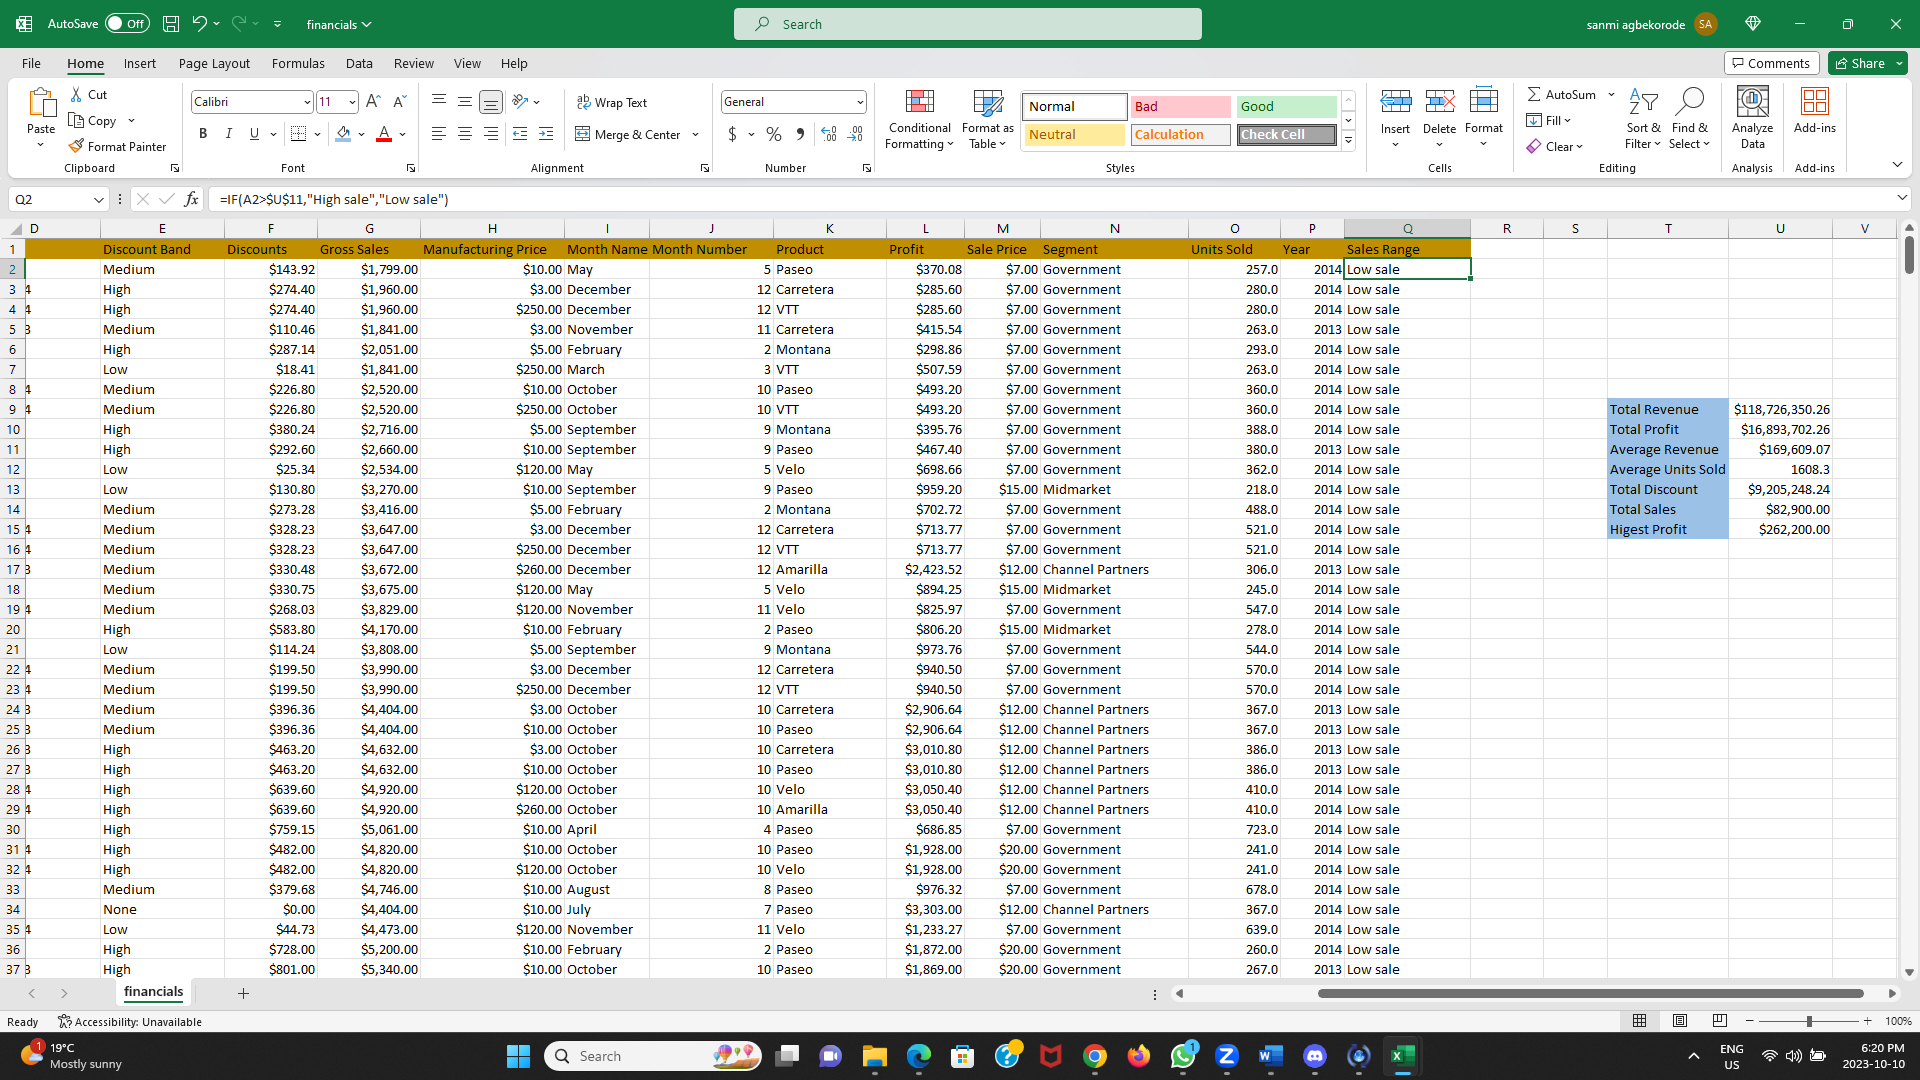 AutoSave Off financials Search sanmi agbekorode SA
File Home Insert Page Layout Formulas Data Review View Help Comments Share
Paste Cut Copy Format Painter Clipboard
Calibri 11 B I U A Font
Wrap Text Merge & Center Alignment
General $ % Number
Conditional Formatting Format as Table Normal Bad Good Neutral Calculation Check Cell Styles
Insert Delete Format Cells
AutoSum Fill Clear Sort & Filter Find & Select Editing
Analyze Data Analysis
Add-ins Add-ins
Q2 fx =IF(A2>$U$11,"High sale","Low sale")
D E F G H I J K L M N O P Q R S T U V
1 Discount Band Discounts Gross Sales Manufacturing Price Month Name Month Number Product Profit Sale Price Segment Units Sold Year Sales Range
2 Medium $143.92 $1,799.00 $10.00 May 5 Paseo $370.08 $7.00 Government 257.0 2014 Low sale
3 4 High $274.40 $1,960.00 $3.00 December 12 Carretera $285.60 $7.00 Government 280.0 2014 Low sale
4 4 High $274.40 $1,960.00 $250.00 December 12 VTT $285.60 $7.00 Government 280.0 2014 Low sale
5 3 Medium $110.46 $1,841.00 $3.00 November 11 Carretera $415.54 $7.00 Government 263.0 2013 Low sale
6 High $287.14 $2,051.00 $5.00 February 2 Montana $298.86 $7.00 Government 293.0 2014 Low sale
7 Low $18.41 $1,841.00 $250.00 March 3 VTT $507.59 $7.00 Government 263.0 2014 Low sale
8 4 Medium $226.80 $2,520.00 $10.00 October 10 Paseo $493.20 $7.00 Government 360.0 2014 Low sale
9 4 Medium $226.80 $2,520.00 $250.00 October 10 VTT $493.20 $7.00 Government 360.0 2014 Low sale Total Revenue $118,726,350.26
10 High $380.24 $2,716.00 $5.00 September 9 Montana $395.76 $7.00 Government 388.0 2014 Low sale Total Profit $16,893,702.26
11 High $292.60 $2,660.00 $10.00 September 9 Paseo $467.40 $7.00 Government 380.0 2013 Low sale Average Revenue $169,609.07
12 Low $25.34 $2,534.00 $120.00 May 5 Velo $698.66 $7.00 Government 362.0 2014 Low sale Average Units Sold 1608.3
13 Low $130.80 $3,270.00 $10.00 September 9 Paseo $959.20 $15.00 Midmarket 218.0 2014 Low sale Total Discount $9,205,248.24
14 Medium $273.28 $3,416.00 $5.00 February 2 Montana $702.72 $7.00 Government 488.0 2014 Low sale Total Sales $82,900.00
15 4 Medium $328.23 $3,647.00 $3.00 December 12 Carretera $713.77 $7.00 Government 521.0 2014 Low sale Higest Profit $262,200.00
16 4 Medium $328.23 $3,647.00 $250.00 December 12 VTT $713.77 $7.00 Government 521.0 2014 Low sale
17 3 Medium $330.48 $3,672.00 $260.00 December 12 Amarilla $2,423.52 $12.00 Channel Partners 306.0 2013 Low sale
18 Medium $330.75 $3,675.00 $120.00 May 5 Velo $894.25 $15.00 Midmarket 245.0 2014 Low sale
19 4 Medium $268.03 $3,829.00 $120.00 November 11 Velo $825.97 $7.00 Government 547.0 2014 Low sale
20 High $583.80 $4,170.00 $10.00 February 2 Paseo $806.20 $15.00 Midmarket 278.0 2014 Low sale
21 Low $114.24 $3,808.00 $5.00 September 9 Montana $973.76 $7.00 Government 544.0 2014 Low sale
22 4 Medium $199.50 $3,990.00 $3.00 December 12 Carretera $940.50 $7.00 Government 570.0 2014 Low sale
23 4 Medium $199.50 $3,990.00 $250.00 December 12 VTT $940.50 $7.00 Government 570.0 2014 Low sale
24 3 Medium $396.36 $4,404.00 $3.00 October 10 Carretera $2,906.64 $12.00 Channel Partners 367.0 2013 Low sale
25 3 Medium $396.36 $4,404.00 $10.00 October 10 Paseo $2,906.64 $12.00 Channel Partners 367.0 2013 Low sale
26 3 High $463.20 $4,632.00 $3.00 October 10 Carretera $3,010.80 $12.00 Channel Partners 386.0 2013 Low sale
27 3 High $463.20 $4,632.00 $10.00 October 10 Paseo $3,010.80 $12.00 Channel Partners 386.0 2013 Low sale
28 4 High $639.60 $4,920.00 $120.00 October 10 Velo $3,050.40 $12.00 Channel Partners 410.0 2014 Low sale
29 4 High $639.60 $4,920.00 $260.00 October 10 Amarilla $3,050.40 $12.00 Channel Partners 410.0 2014 Low sale
30 High $759.15 $5,061.00 $10.00 April 4 Paseo $686.85 $7.00 Government 723.0 2014 Low sale
31 4 High $482.00 $4,820.00 $10.00 October 10 Paseo $1,928.00 $20.00 Government 241.0 2014 Low sale
32 4 High $482.00 $4,820.00 $120.00 October 10 Velo $1,928.00 $20.00 Government 241.0 2014 Low sale
33 Medium $379.68 $4,746.00 $10.00 August 8 Paseo $976.32 $7.00 Government 678.0 2014 Low sale
34 None $0.00 $4,404.00 $10.00 July 7 Paseo $3,303.00 $12.00 Channel Partners 367.0 2014 Low sale
35 4 Low $44.73 $4,473.00 $120.00 November 11 Velo $1,233.27 $7.00 Government 639.0 2014 Low sale
36 High $728.00 $5,200.00 $10.00 February 2 Paseo $1,872.00 $20.00 Government 260.0 2014 Low sale
37 3 High $801.00 $5,340.00 $10.00 October 10 Paseo $1,869.00 $20.00 Government 267.0 2013 Low sale
financials
Ready Accessibility: Unavailable 100%
1 19°C Mostly sunny Search 1 ENG US 6:20 PM 2023-10-10